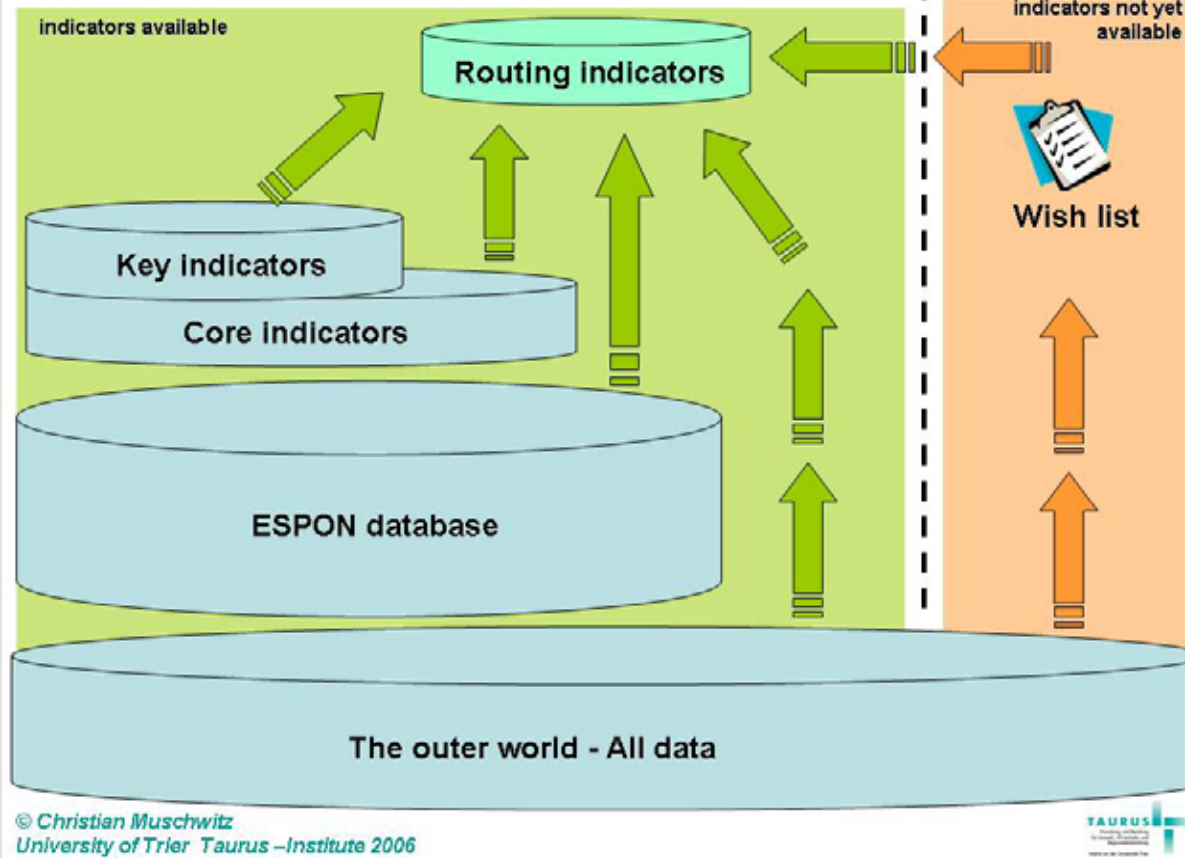 indicators available
indicators not yet
available
Routing indicators
Wish list
Key indicators
Core indicators
ESPON database
The outer world - All data
© Christian Muschwitz
University of Trier Taurus –Institute 2006
TAURUS